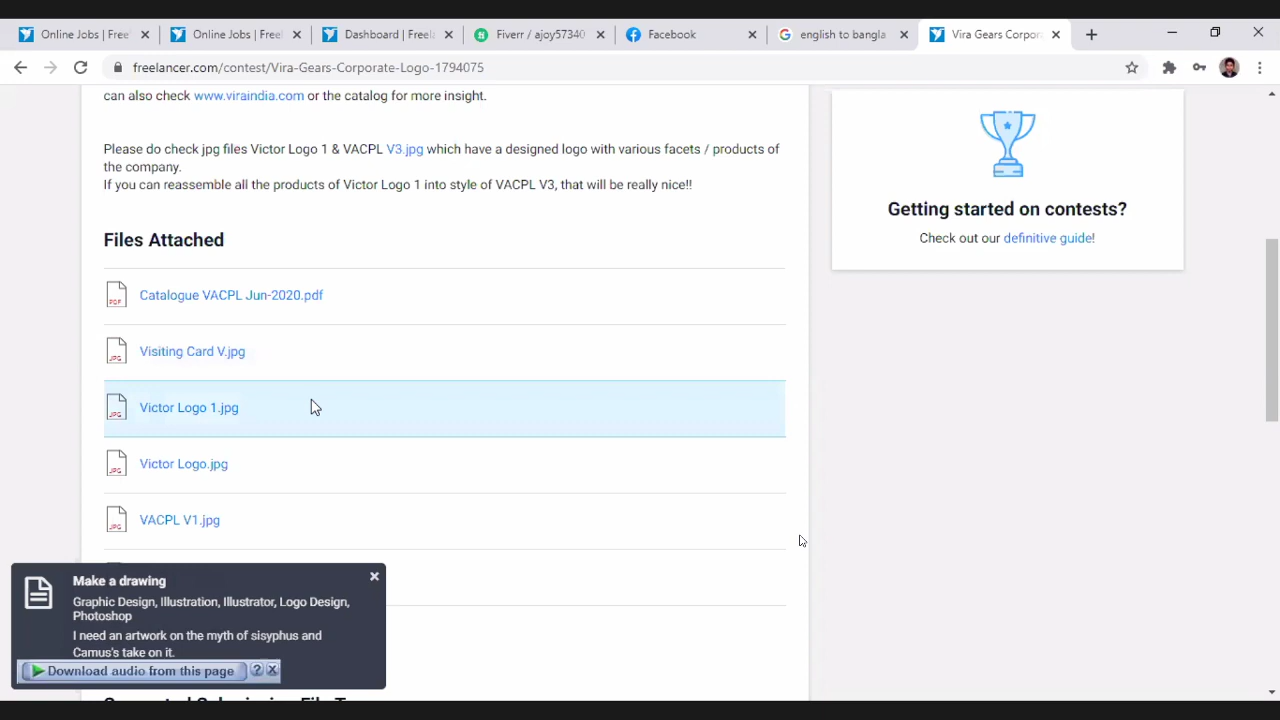 Online Jobs | Free
Online Jobs | Freela
Dashboard | Freela
Fiverr / ajoy57340
Facebook
english to bangla
Vira Gears Corpor
freelancer.com/contest/Vira-Gears-Corporate-Logo-1794075
can also check www.viraindia.com or the catalog for more insight.
Please do check jpg files Victor Logo 1 & VACPL V3.jpg which have a designed logo with various facets / products of
the company.
If you can reassemble all the products of Victor Logo 1 into style of VACPL V3, that will be really nice!!
Getting started on contests?
Check out our definitive guide!
Files Attached
PDF Catalogue VACPL Jun-2020.pdf
JPG Visiting Card V.jpg
JPG Victor Logo 1.jpg
JPG Victor Logo.jpg
JPG VACPL V1.jpg
Make a drawing
Graphic Design, Illustration, Illustrator, Logo Design,
Photoshop
I need an artwork on the myth of sisyphus and
Camus's take on it.
Download audio from this page
?